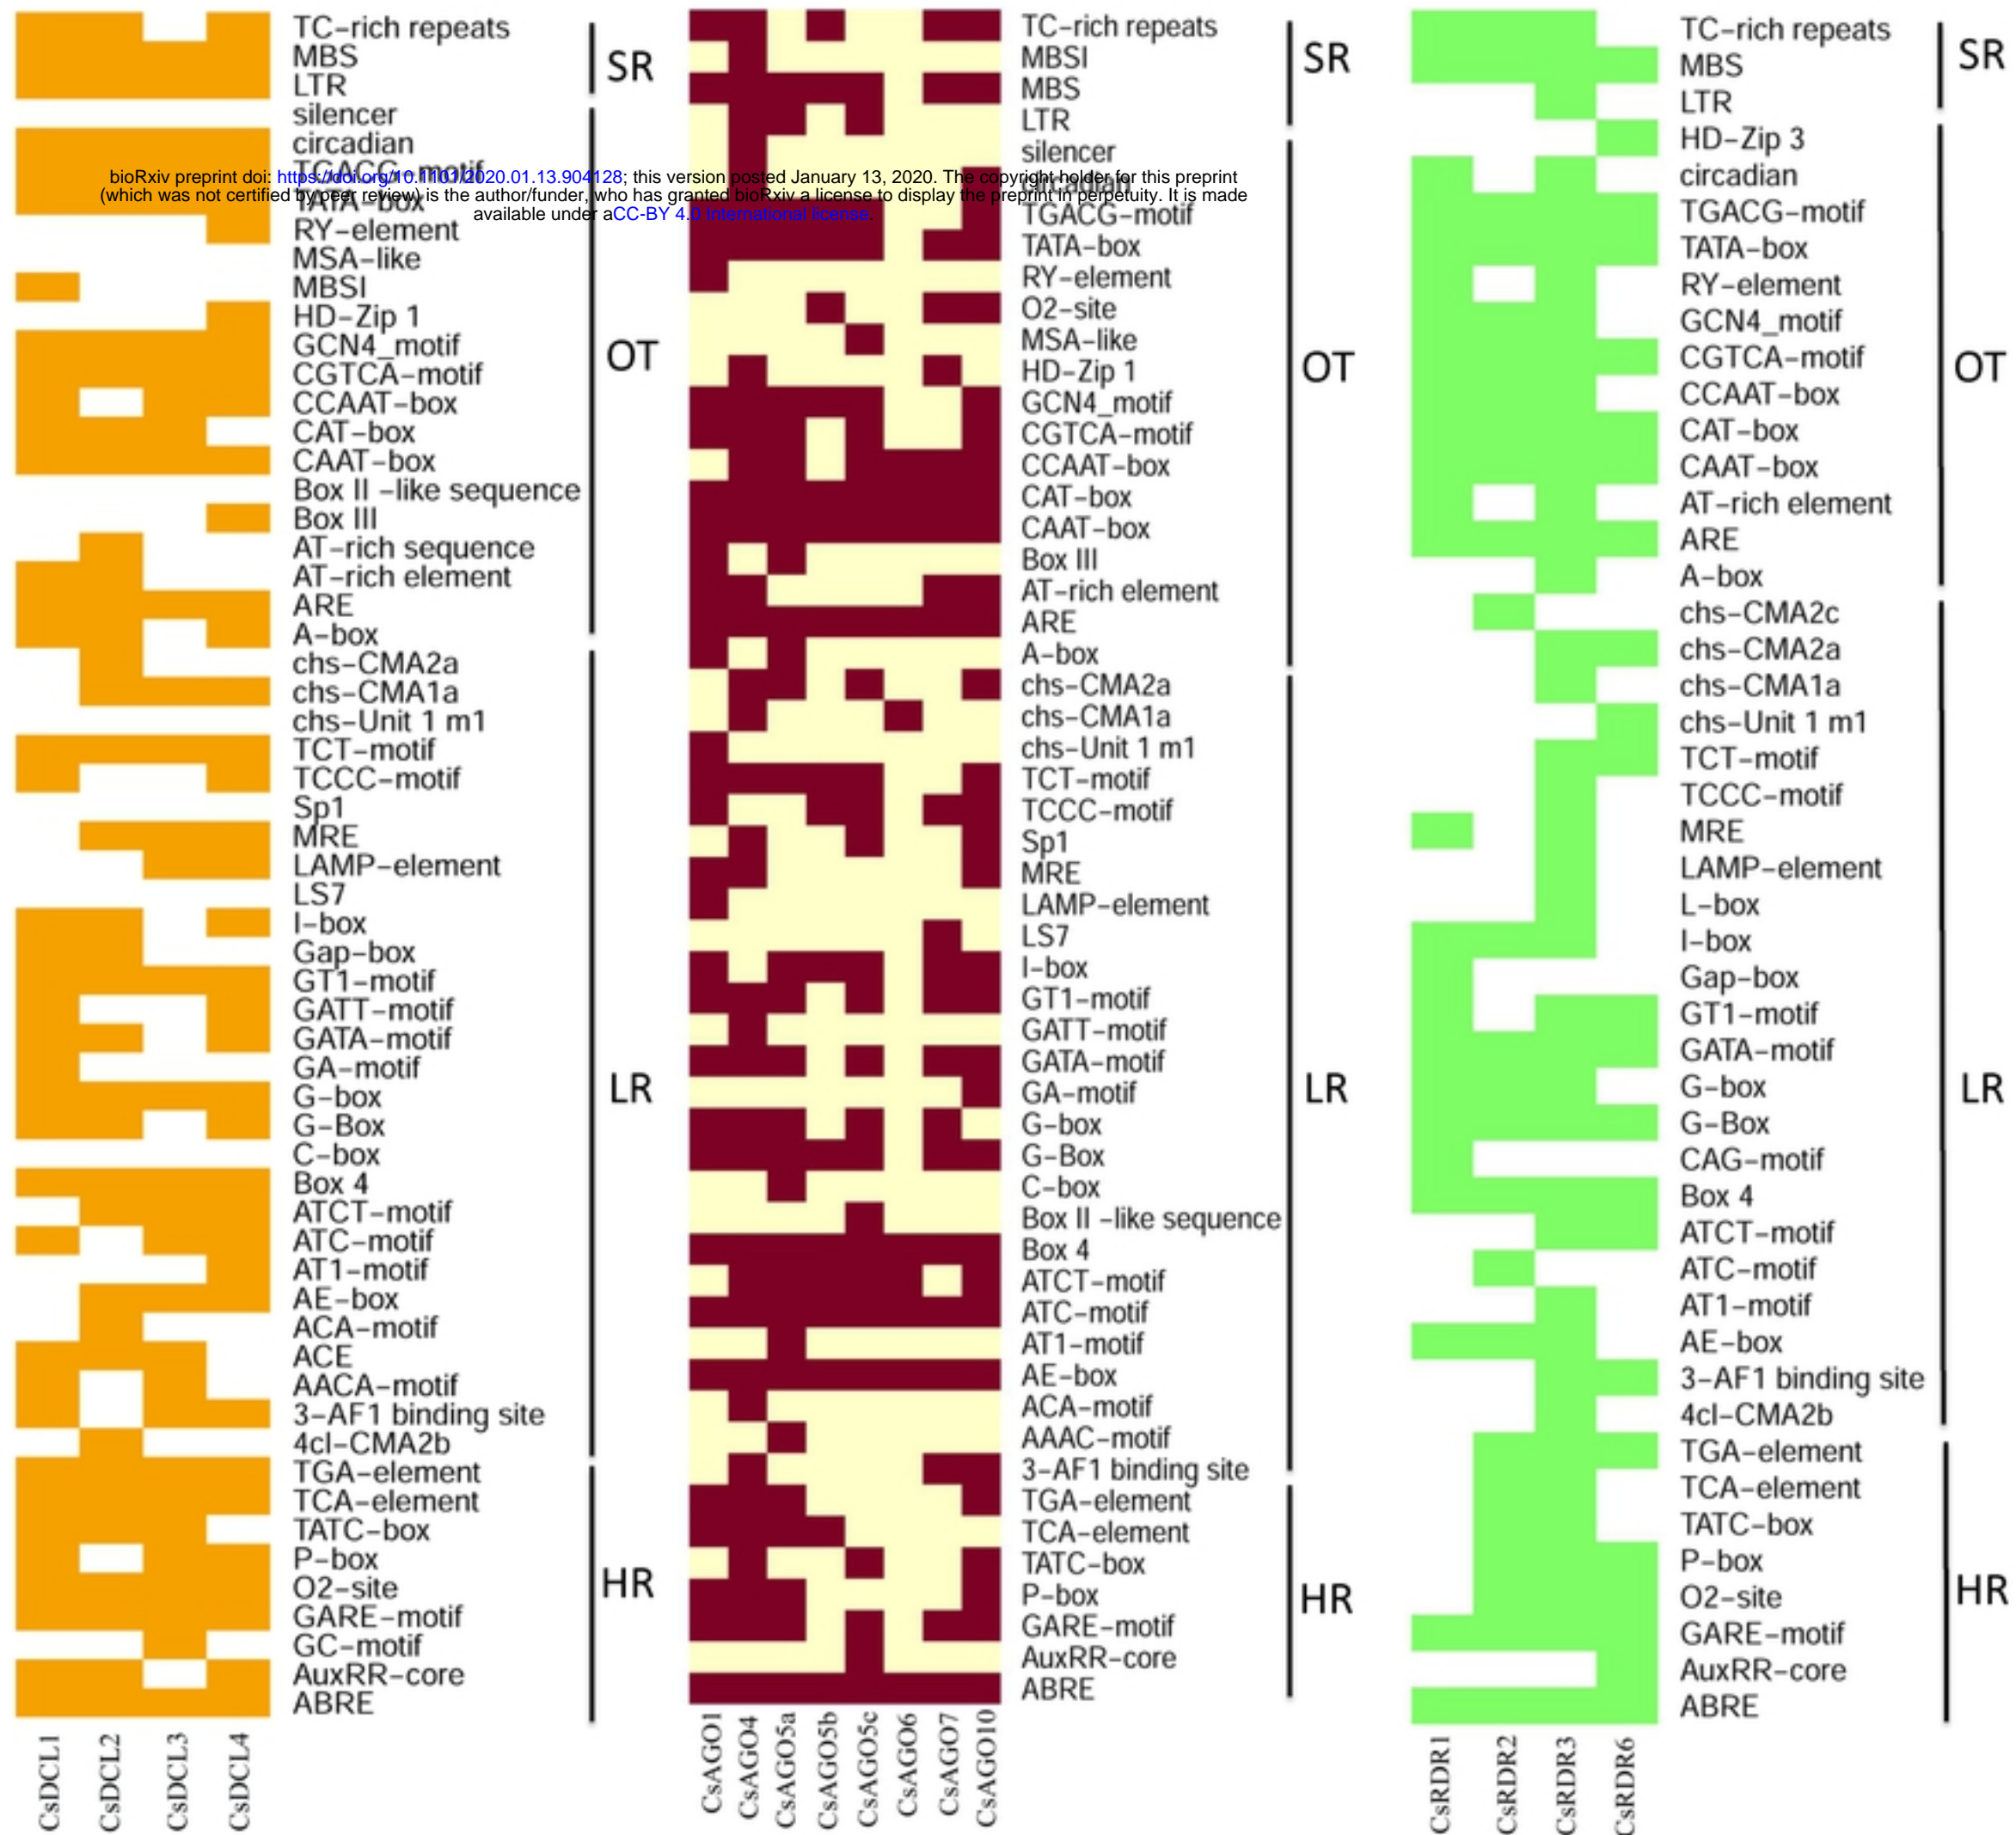 TC-rich repeats
MBS
LTR
silencer
circadian
TGACG-motif
TATA-box
RY-element
MSA-like
MBSI
HD-Zip 1
GCN4_motif
CGTCA-motif
CCAAT-box
CAT-box
CAAT-box
Box II -like sequence
Box III
AT-rich sequence
AT-rich element
ARE
A-box
chs-CMA2a
chs-CMA1a
chs-Unit 1 m1
TCT-motif
TCCC-motif
Sp1
MRE
LAMP-element
LS7
I-box
Gap-box
GT1-motif
GATT-motif
GATA-motif
GA-motif
G-box
G-Box
C-box
Box 4
ATCT-motif
ATC-motif
AT1-motif
AE-box
ACA-motif
ACE
AACA-motif
3-AF1 binding site
4cl-CMA2b
TGA-element
TCA-element
TATC-box
P-box
O2-site
GARE-motif
GC-motif
AuxRR-core
ABRE
SR
OT
LR
HR
CsDCL1
CsDCL2
CsDCL3
CsDCL4
bioRxiv preprint doi: https://doi.org/10.1101/2020.01.13.904128; this version posted January 13, 2020. The copyright holder for this preprint
(which was not certified by peer review) is the author/funder, who has granted bioRxiv a license to display the preprint in perpetuity. It is made
available under aCC-BY 4.0 International license.
TC-rich repeats
MBSI
MBS
LTR
silencer
circadian
TGACG-motif
TATA-box
RY-element
O2-site
MSA-like
HD-Zip 1
GCN4_motif
CGTCA-motif
CCAAT-box
CAT-box
CAAT-box
Box III
AT-rich element
ARE
A-box
chs-CMA2a
chs-CMA1a
chs-Unit 1 m1
TCT-motif
TCCC-motif
Sp1
MRE
LAMP-element
LS7
I-box
GT1-motif
GATT-motif
GATA-motif
GA-motif
G-box
G-Box
C-box
Box II -like sequence
Box 4
ATCT-motif
ATC-motif
AT1-motif
AE-box
ACA-motif
AAAC-motif
3-AF1 binding site
TGA-element
TCA-element
TATC-box
P-box
GARE-motif
AuxRR-core
ABRE
SR
OT
LR
HR
CsAGO1
CsAGO4
CsAGO5a
CsAGO5b
CsAGO5c
CsAGO6
CsAGO7
CsAGO10
TC-rich repeats
MBS
LTR
HD-Zip 3
circadian
TGACG-motif
TATA-box
RY-element
GCN4_motif
CGTCA-motif
CCAAT-box
CAT-box
CAAT-box
AT-rich element
ARE
A-box
chs-CMA2c
chs-CMA2a
chs-CMA1a
chs-Unit 1 m1
TCT-motif
TCCC-motif
MRE
LAMP-element
L-box
I-box
Gap-box
GT1-motif
GATA-motif
G-box
G-Box
CAG-motif
Box 4
ATCT-motif
ATC-motif
AT1-motif
AE-box
3-AF1 binding site
4cl-CMA2b
TGA-element
TCA-element
TATC-box
P-box
O2-site
GARE-motif
AuxRR-core
ABRE
SR
OT
LR
HR
CsRDR1
CsRDR2
CsRDR3
CsRDR6